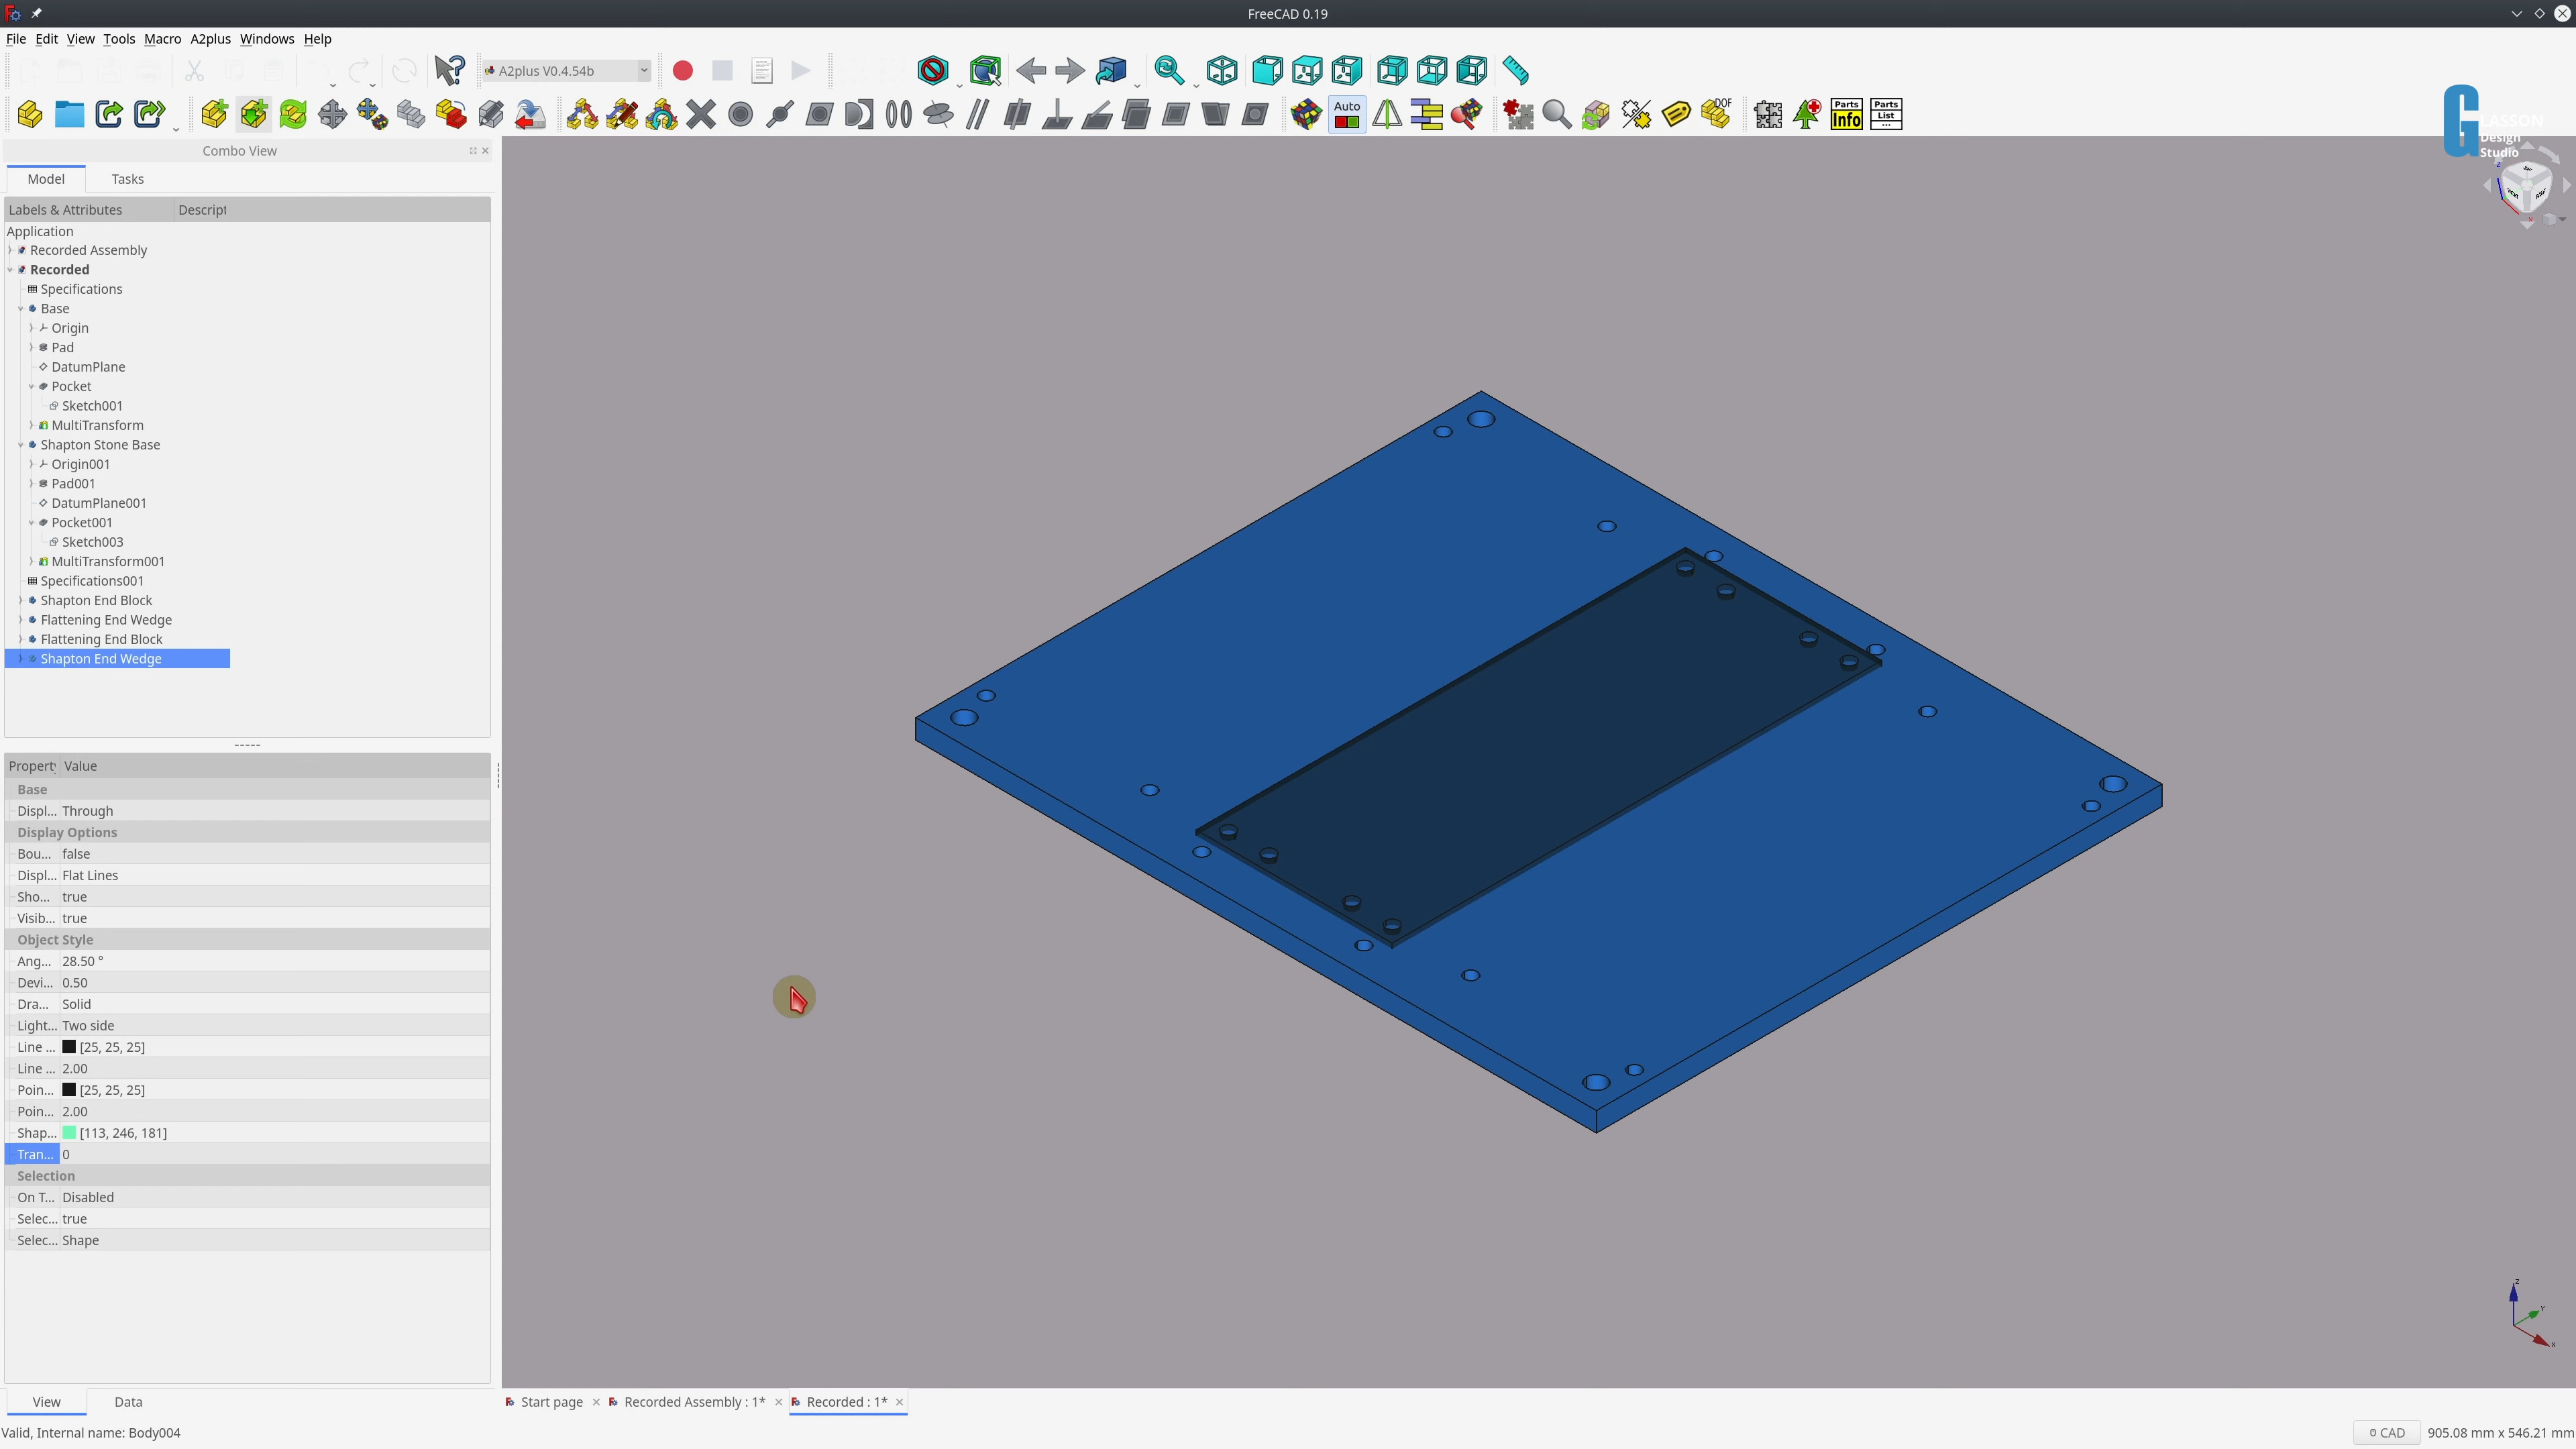 FreeCAD 0.19
File Edit View Tools Macro A2plus Windows Help
A2plus V0.4.54b
Auto
DOF
Parts Info
Parts List
...
GLASSON
Design
Studio
Combo View
Model Tasks
Labels & Attributes Descript
Application
Recorded Assembly
Recorded
Specifications
Base
Origin
Pad
DatumPlane
Pocket
Sketch001
MultiTransform
Shapton Stone Base
Origin001
Pad001
DatumPlane001
Pocket001
Sketch003
MultiTransform001
Specifications001
Shapton End Block
Flattening End Wedge
Flattening End Block
Shapton End Wedge
Property Value
Base
Displ... Through
Display Options
Bou... false
Displ... Flat Lines
Sho... true
Visib... true
Object Style
Ang... 28.50 °
Devi... 0.50
Dra... Solid
Light... Two side
Line ... [25, 25, 25]
Line ... 2.00
Poin... [25, 25, 25]
Poin... 2.00
Shap... [113, 246, 181]
Tran... 0
Selection
On T... Disabled
Selec... true
Selec... Shape
Z
Y
X
View Data
Start page Recorded Assembly : 1* Recorded : 1*
Valid, Internal name: Body004
CAD 905.08 mm x 546.21 mm